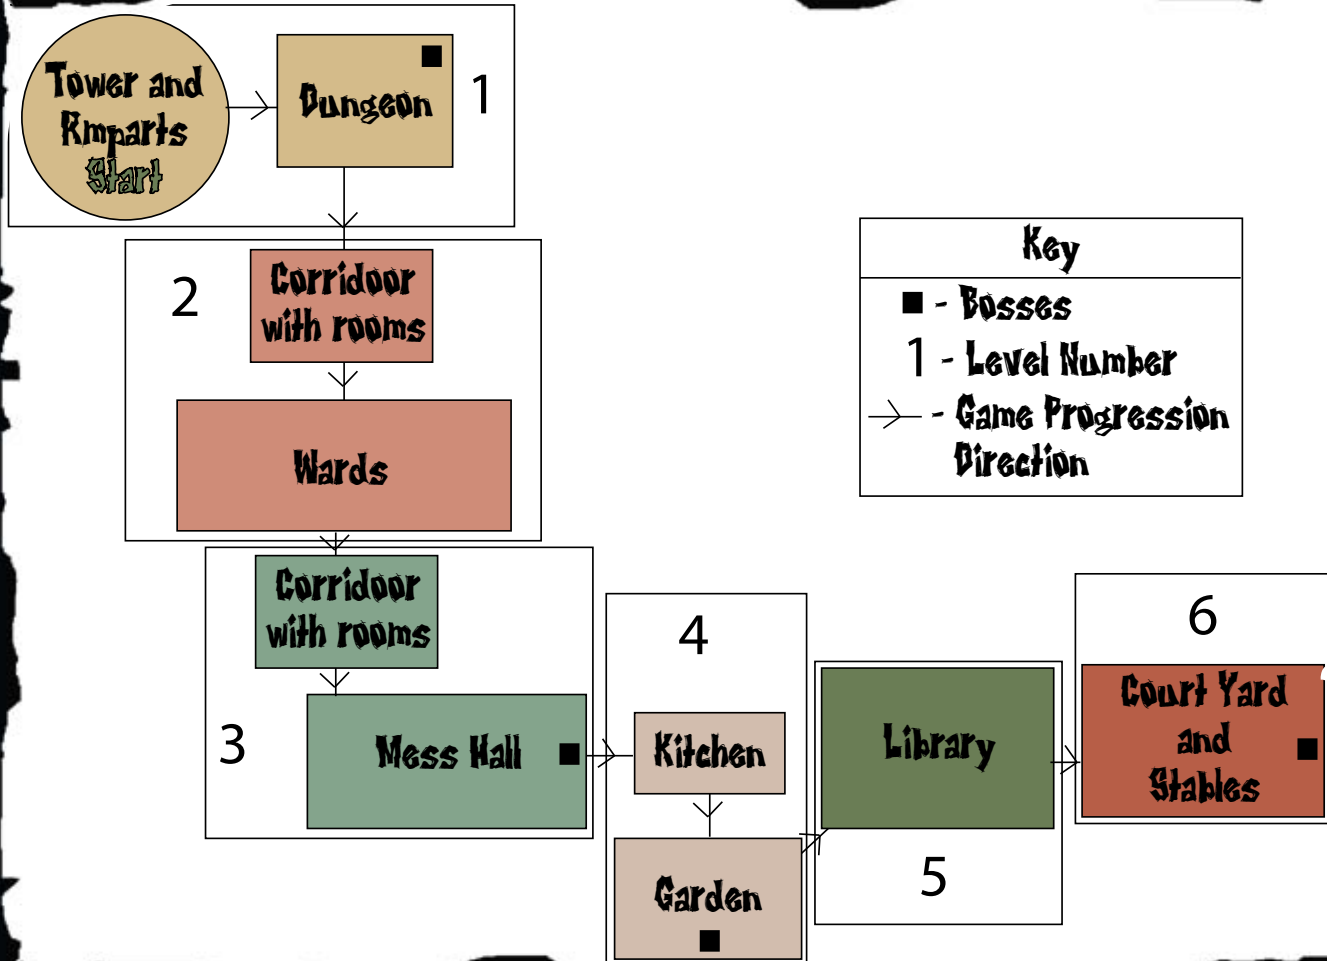 Tower and
Rmparts
Start
Dungeon
1
2
Corridoor
with rooms
Wards
Corridoor
with rooms
3
Mess Hall
4
Kitchen
Garden
Library
5
6
Court Yard
and
Stables
Key
- Bosses
1 - Level Number
- Game Progression
Direction